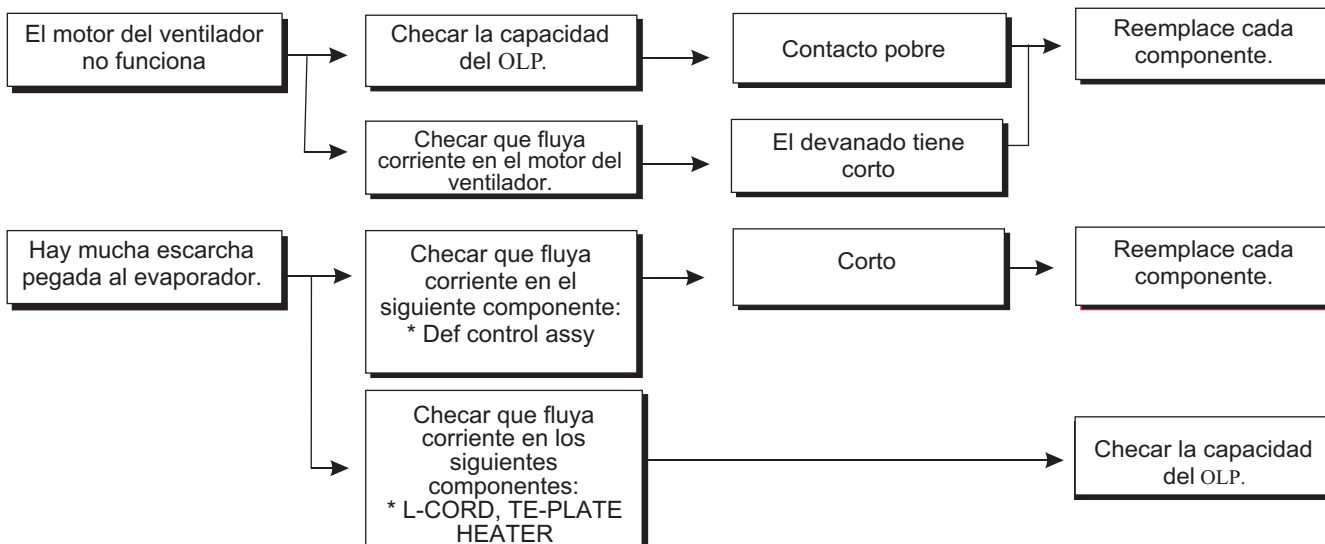 El motor del ventilador
no funciona
Checar la capacidad
del OLP.
Contacto pobre
Reemplace cada
componente.
Checar que fluya
corriente en el motor del
ventilador.
El devanado tiene
corto
Hay mucha escarcha
pegada al evaporador.
Checar que fluya
corriente en el
siguiente componente:
* Def control assy
Corto
Reemplace cada
componente.
Checar que fluya
corriente en los
siguientes
componentes:
* L-CORD, TE-PLATE
HEATER
Checar la capacidad
del OLP.